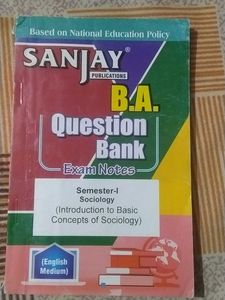 Based on National Education Policy
SANJAY®
PUBLICATIONS
B.A.
Question
Bank
Exam Notes
Semester-I
Sociology
(Introduction to Basic
Concepts of Sociology)
(English
Medium)